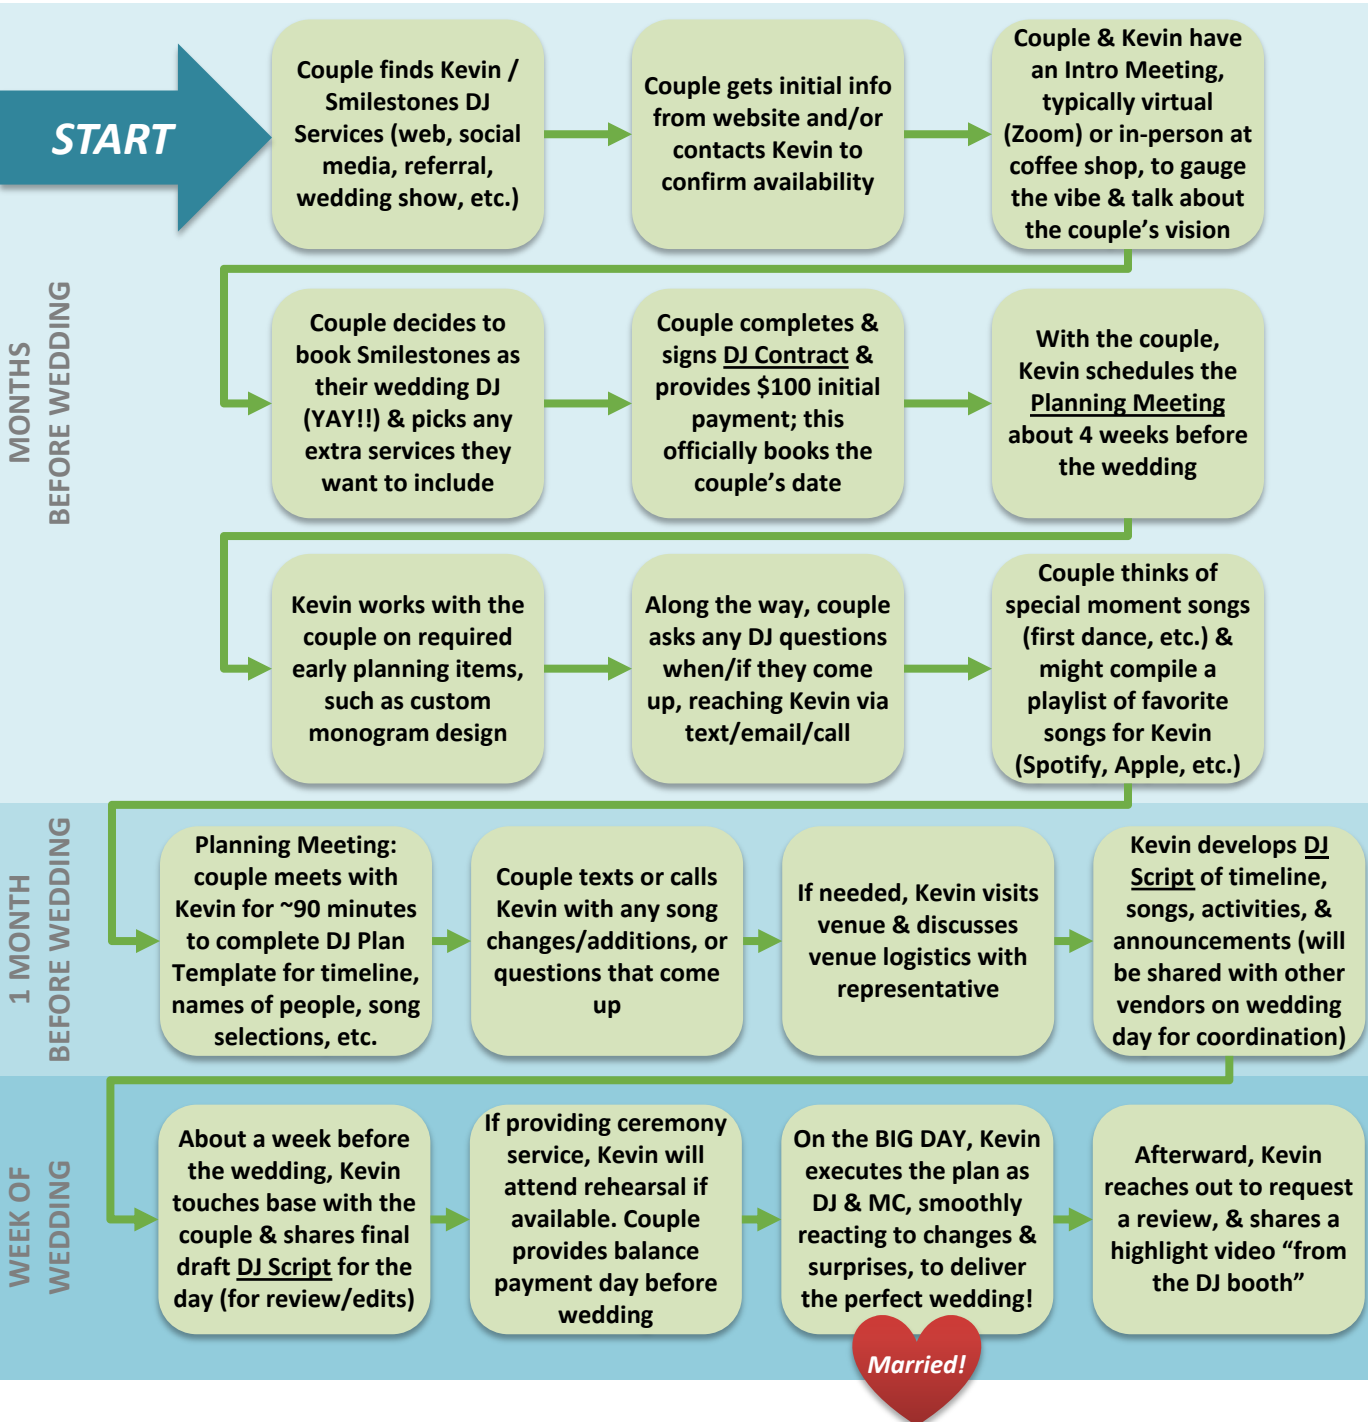 START
Couple finds Kevin /
Smilestones DJ
Services (web, social
media, referral,
wedding show, etc.)
Couple gets initial info
from website and/or
contacts Kevin to
confirm availability
Couple & Kevin have
an Intro Meeting,
typically virtual
(Zoom) or in-person at
coffee shop, to gauge
the vibe & talk about
the couple’s vision
MONTHS
BEFORE WEDDING
Couple decides to
book Smilestones as
their wedding DJ
(YAY!!) & picks any
extra services they
want to include
Couple completes &
signs DJ Contract &
provides $100 initial
payment; this
officially books the
couple’s date
With the couple,
Kevin schedules the
Planning Meeting
about 4 weeks before
the wedding
Kevin works with the
couple on required
early planning items,
such as custom
monogram design
Along the way, couple
asks any DJ questions
when/if they come
up, reaching Kevin via
text/email/call
Couple thinks of
special moment songs
(first dance, etc.) &
might compile a
playlist of favorite
songs for Kevin
(Spotify, Apple, etc.)
1 MONTH
BEFORE WEDDING
Planning Meeting:
couple meets with
Kevin for ~90 minutes
to complete DJ Plan
Template for timeline,
names of people, song
selections, etc.
Couple texts or calls
Kevin with any song
changes/additions, or
questions that come
up
If needed, Kevin visits
venue & discusses
venue logistics with
representative
Kevin develops DJ
Script of timeline,
songs, activities, &
announcements (will
be shared with other
vendors on wedding
day for coordination)
WEEK OF
WEDDING
About a week before
the wedding, Kevin
touches base with the
couple & shares final
draft DJ Script for the
day (for review/edits)
If providing ceremony
service, Kevin will
attend rehearsal if
available. Couple
provides balance
payment day before
wedding
On the BIG DAY, Kevin
executes the plan as
DJ & MC, smoothly
reacting to changes &
surprises, to deliver
the perfect wedding!
Married!
Afterward, Kevin
reaches out to request
a review, & shares a
highlight video “from
the DJ booth”